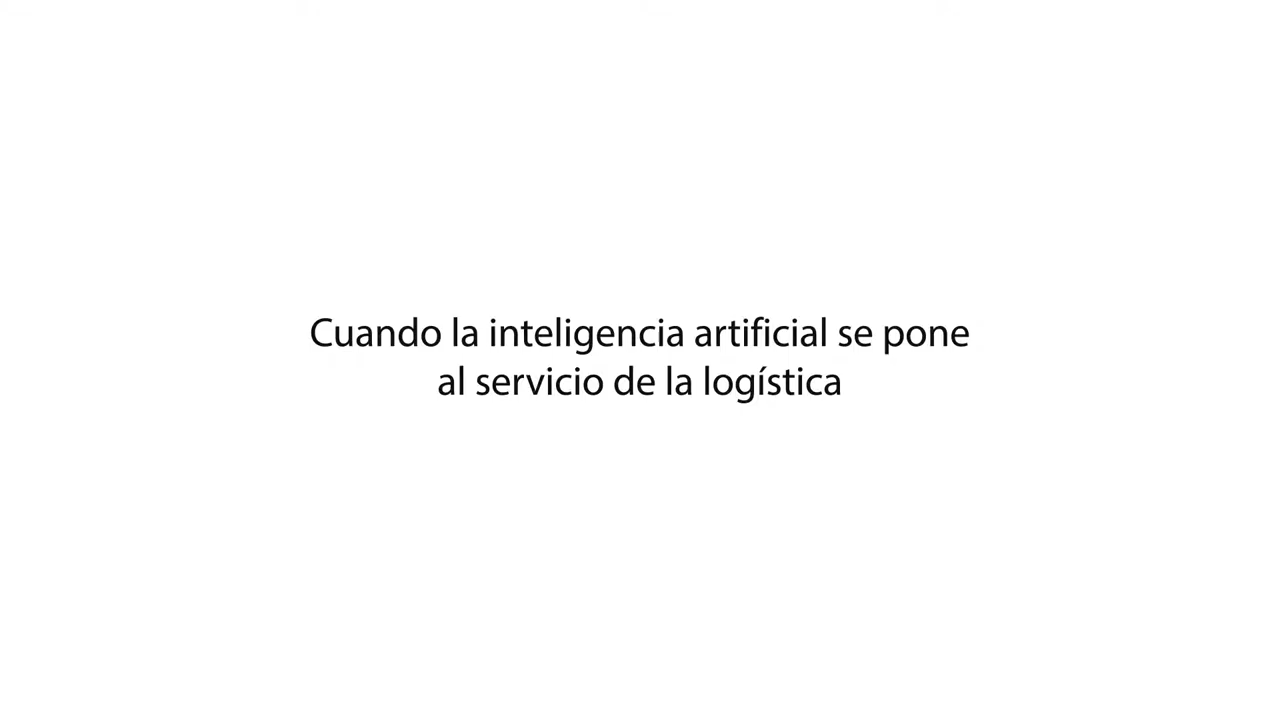 Cuando la inteligencia artificial se pone
al servicio de la logística